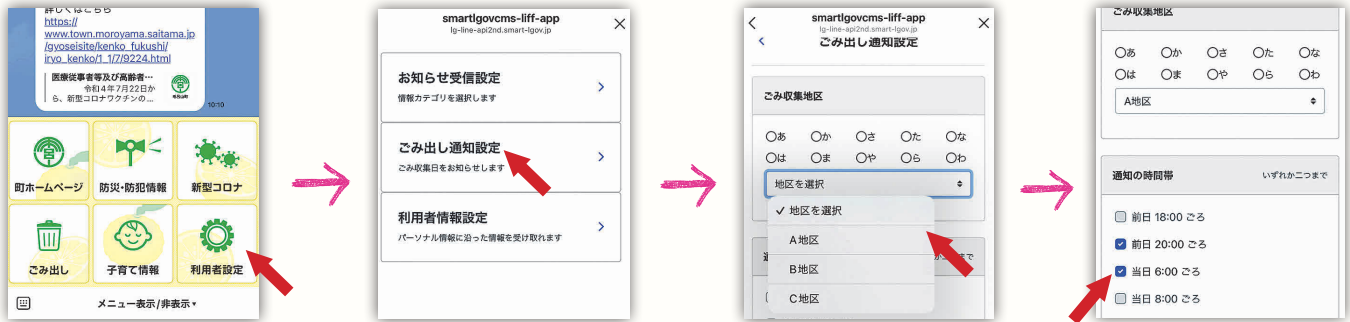 詳しくはこちら
https://
www.town.moroyama.saitama.jp
/gyoseisite/kenko_fukushi/
iryo_kenko/1_1/7/9224.html
医療従事者等及び高齢者…
令和4年7月22日か
ら、新型コロナワクチンの…
10:10
町ホームページ
防災・防犯情報
新型コロナ
ごみ出し
子育て情報
利用者設定
メニュー表示/非表示▾
smartlgovcms-liff-app
lg-line-api2nd.smart-lgov.jp
お知らせ受信設定
情報カテゴリを選択します
ごみ出し通知設定
ごみ収集日をお知らせします
利用者情報設定
パーソナル情報に沿った情報を受け取れます
smartlgovcms-liff-app
lg-line-api2nd.smart-lgov.jp
ごみ出し通知設定
ごみ収集地区
あ か さ た な
は ま や ら わ
地区を選択
✓ 地区を選択
A地区
B地区
C地区
ごみ収集地区
あ か さ た な
は ま や ら わ
A地区
通知の時間帯 いずれか二つまで
前日 18:00 ごろ
前日 20:00 ごろ
当日 6:00 ごろ
当日 8:00 ごろ